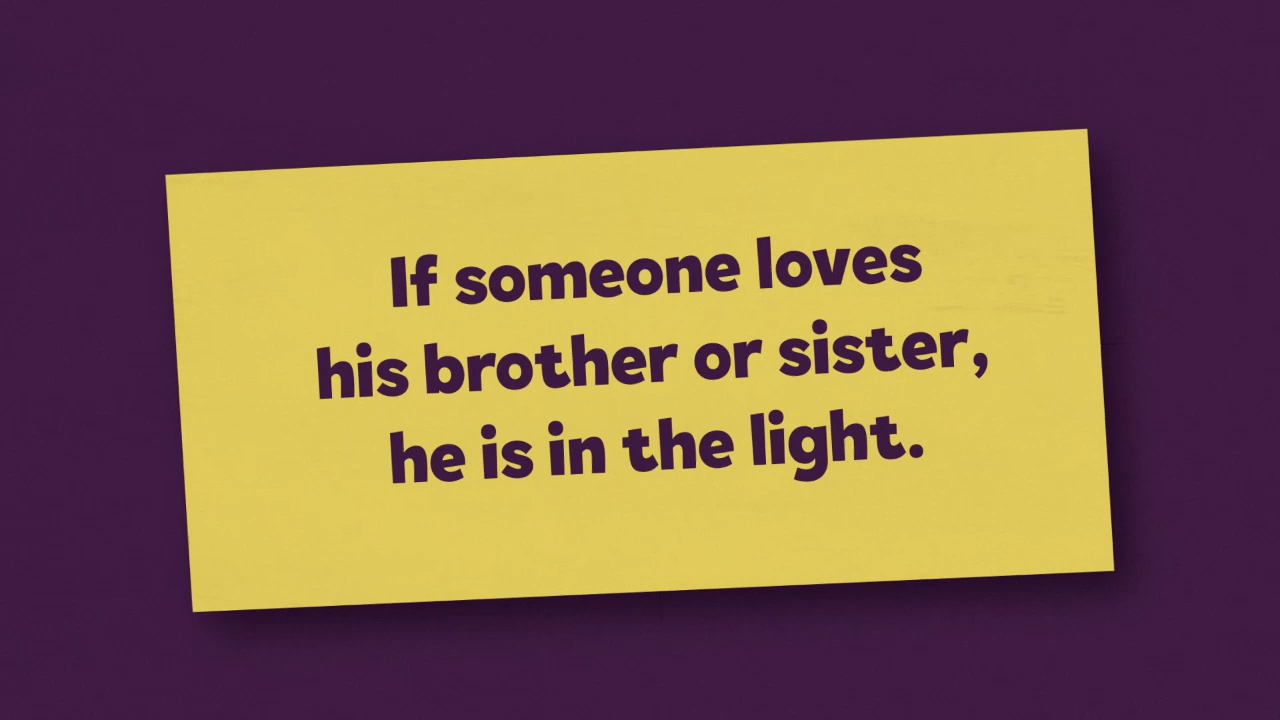 If someone loves
his brother or sister,
he is in the light.